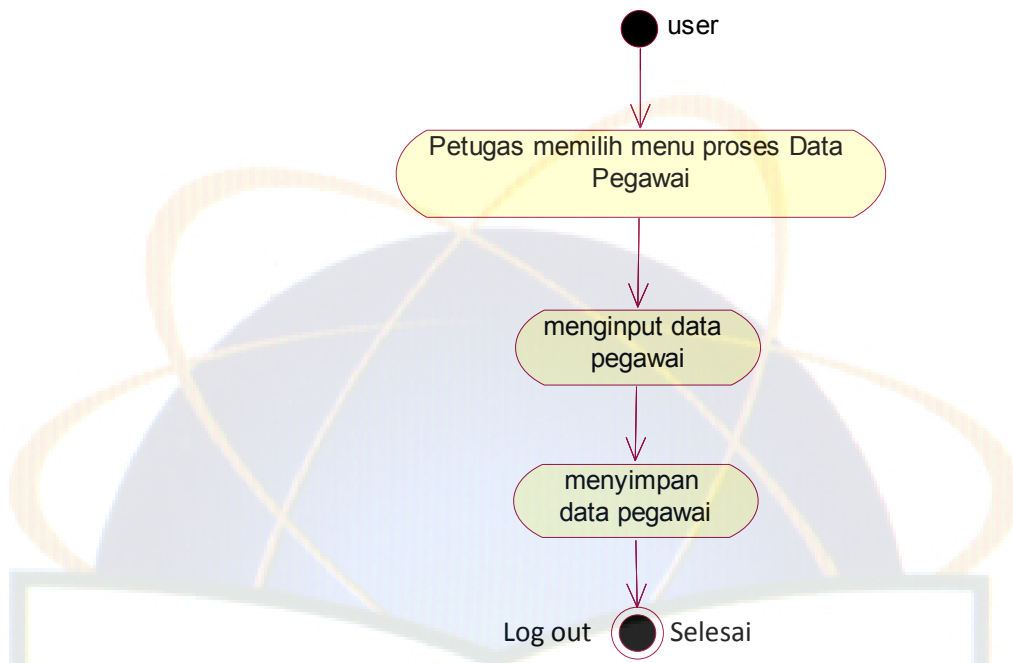 user
Petugas memilih menu proses Data
Pegawai
menginput data
pegawai
menyimpan
data pegawai
Log out Selesai